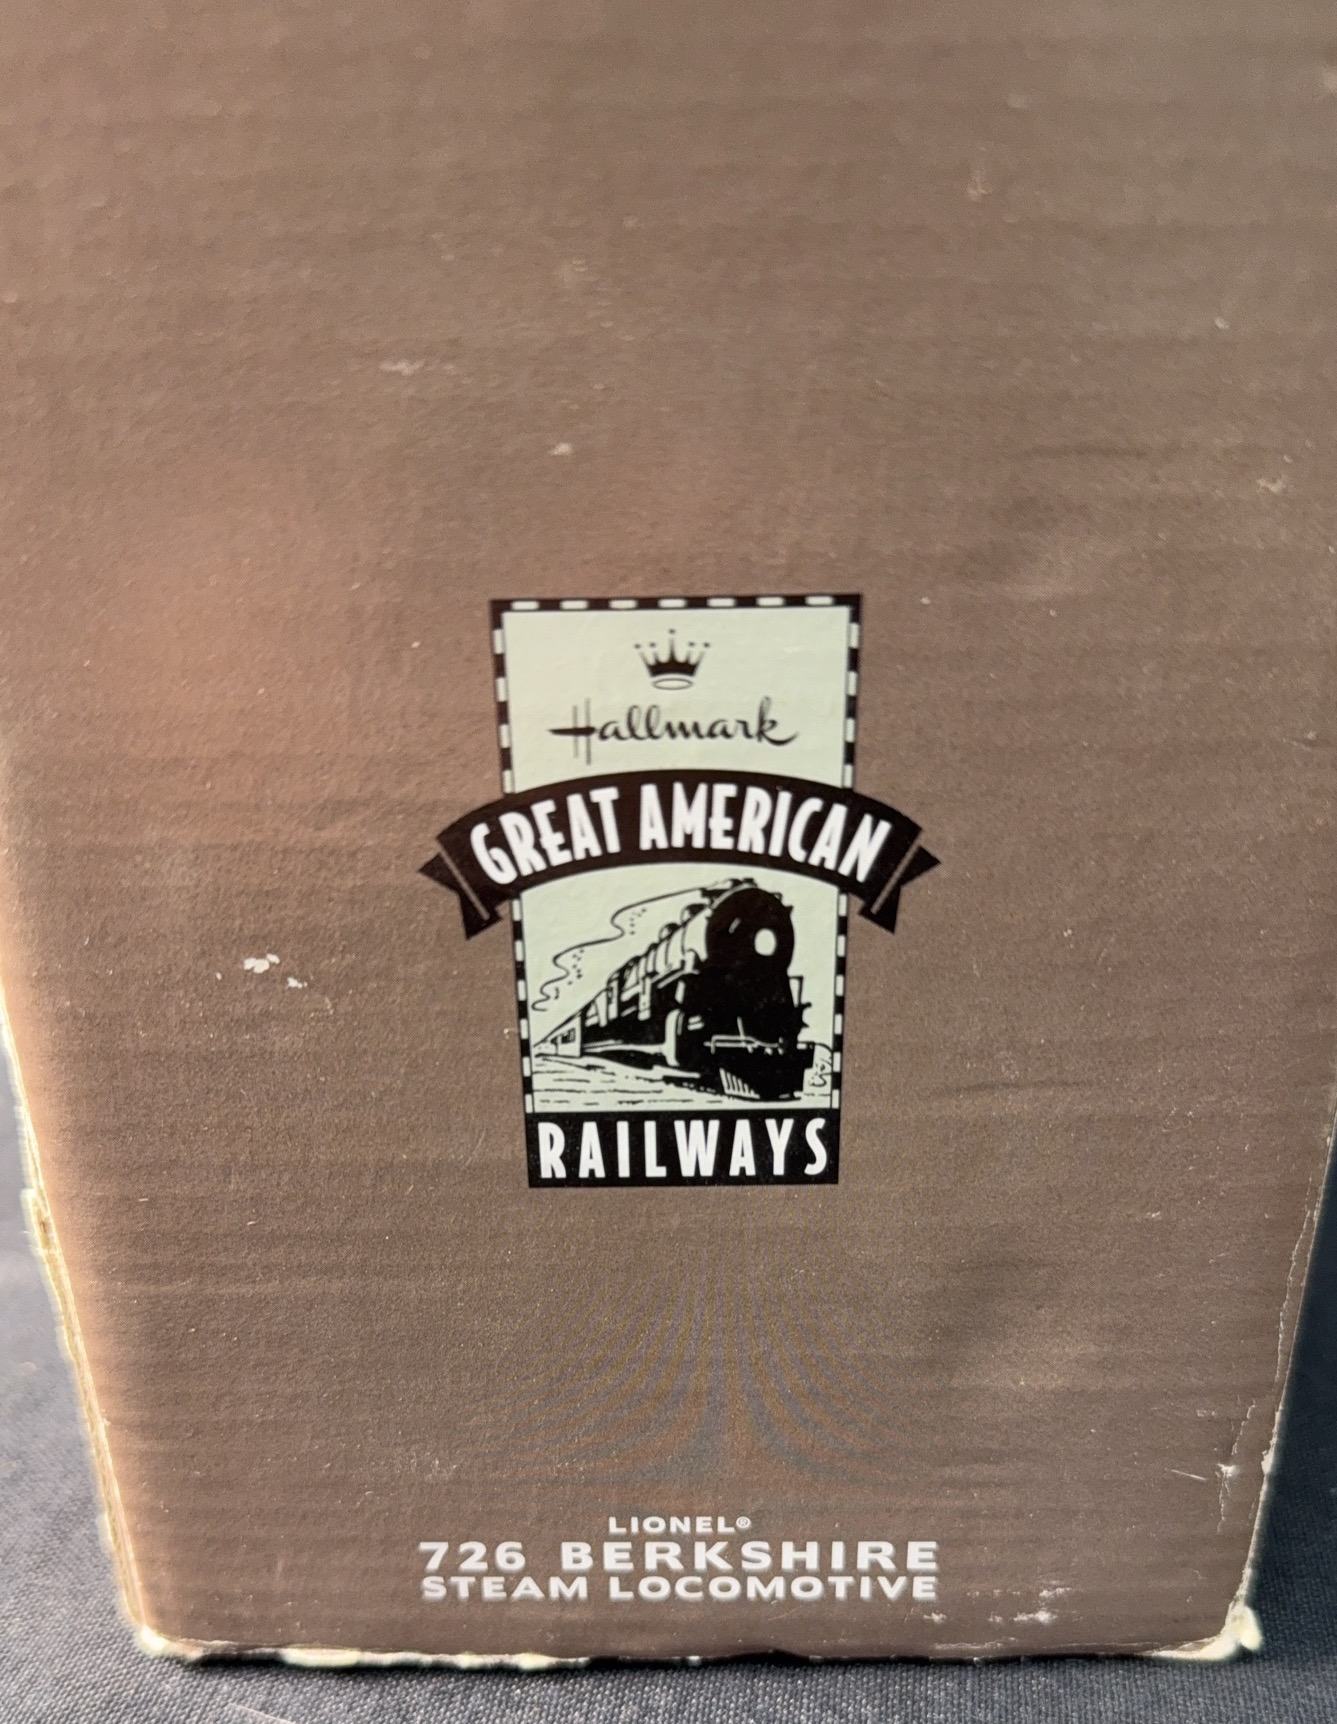 Hallmark
GREAT AMERICAN
RAILWAYS
LIONEL®
726 BERKSHIRE
STEAM LOCOMOTIVE